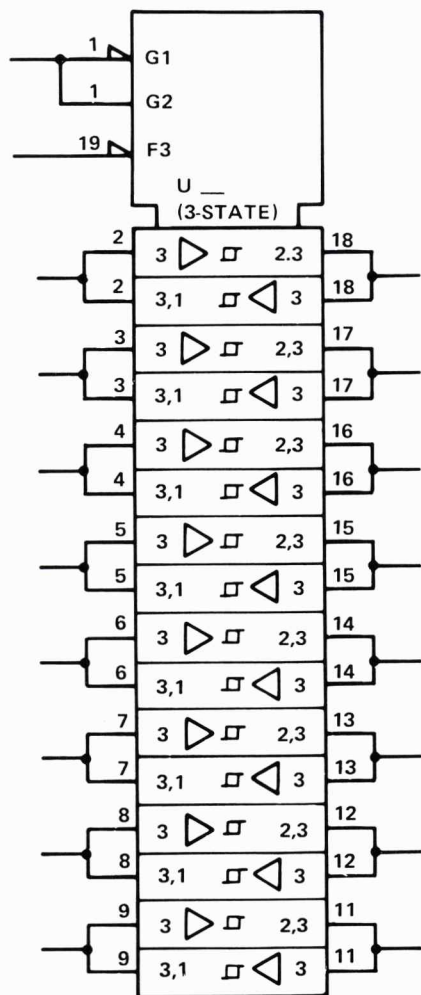 1 G1
1 G2
19 F3
U __
(3-STATE)
2 3 2.3 18
2 3,1 3 18
3 3 2,3 17
3 3,1 3 17
4 3 2,3 16
4 3,1 3 16
5 3 2,3 15
5 3,1 3 15
6 3 2,3 14
6 3,1 3 14
7 3 2,3 13
7 3,1 3 13
8 3 2,3 12
8 3,1 3 12
9 3 2,3 11
9 3,1 3 11